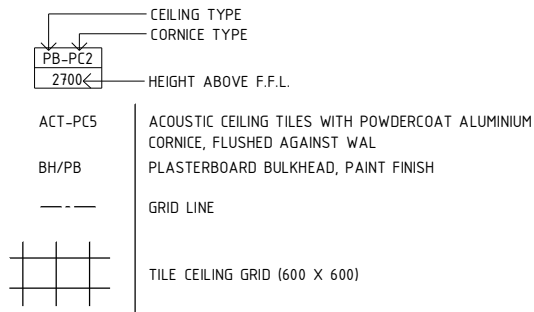 CEILING TYPE
CORNICE TYPE
PB-PC2
2700
HEIGHT ABOVE F.F.L.
ACT-PC5
ACOUSTIC CEILING TILES WITH POWDERCOAT ALUMINIUM
CORNICE, FLUSHED AGAINST WAL
BH/PB
PLASTERBOARD BULKHEAD, PAINT FINISH
GRID LINE
TILE CEILING GRID (600 X 600)